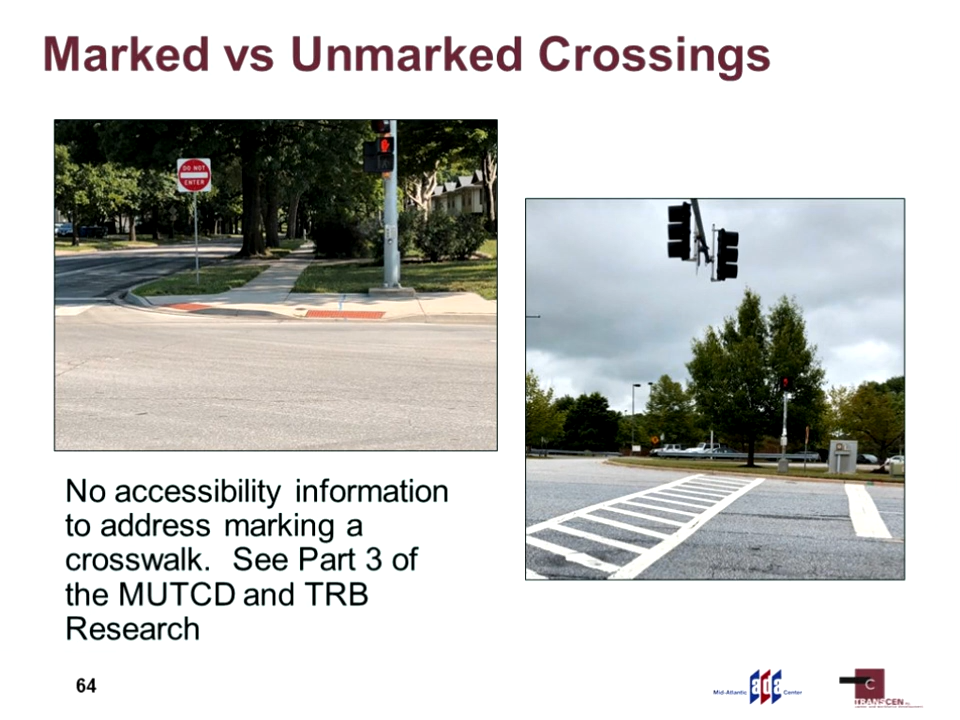 Marked vs Unmarked Crossings
DO NOT
ENTER
No accessibility information
to address marking a
crosswalk. See Part 3 of
the MUTCD and TRB
Research
64
Mid-Atlantic ada Center
C
TRANSCEN